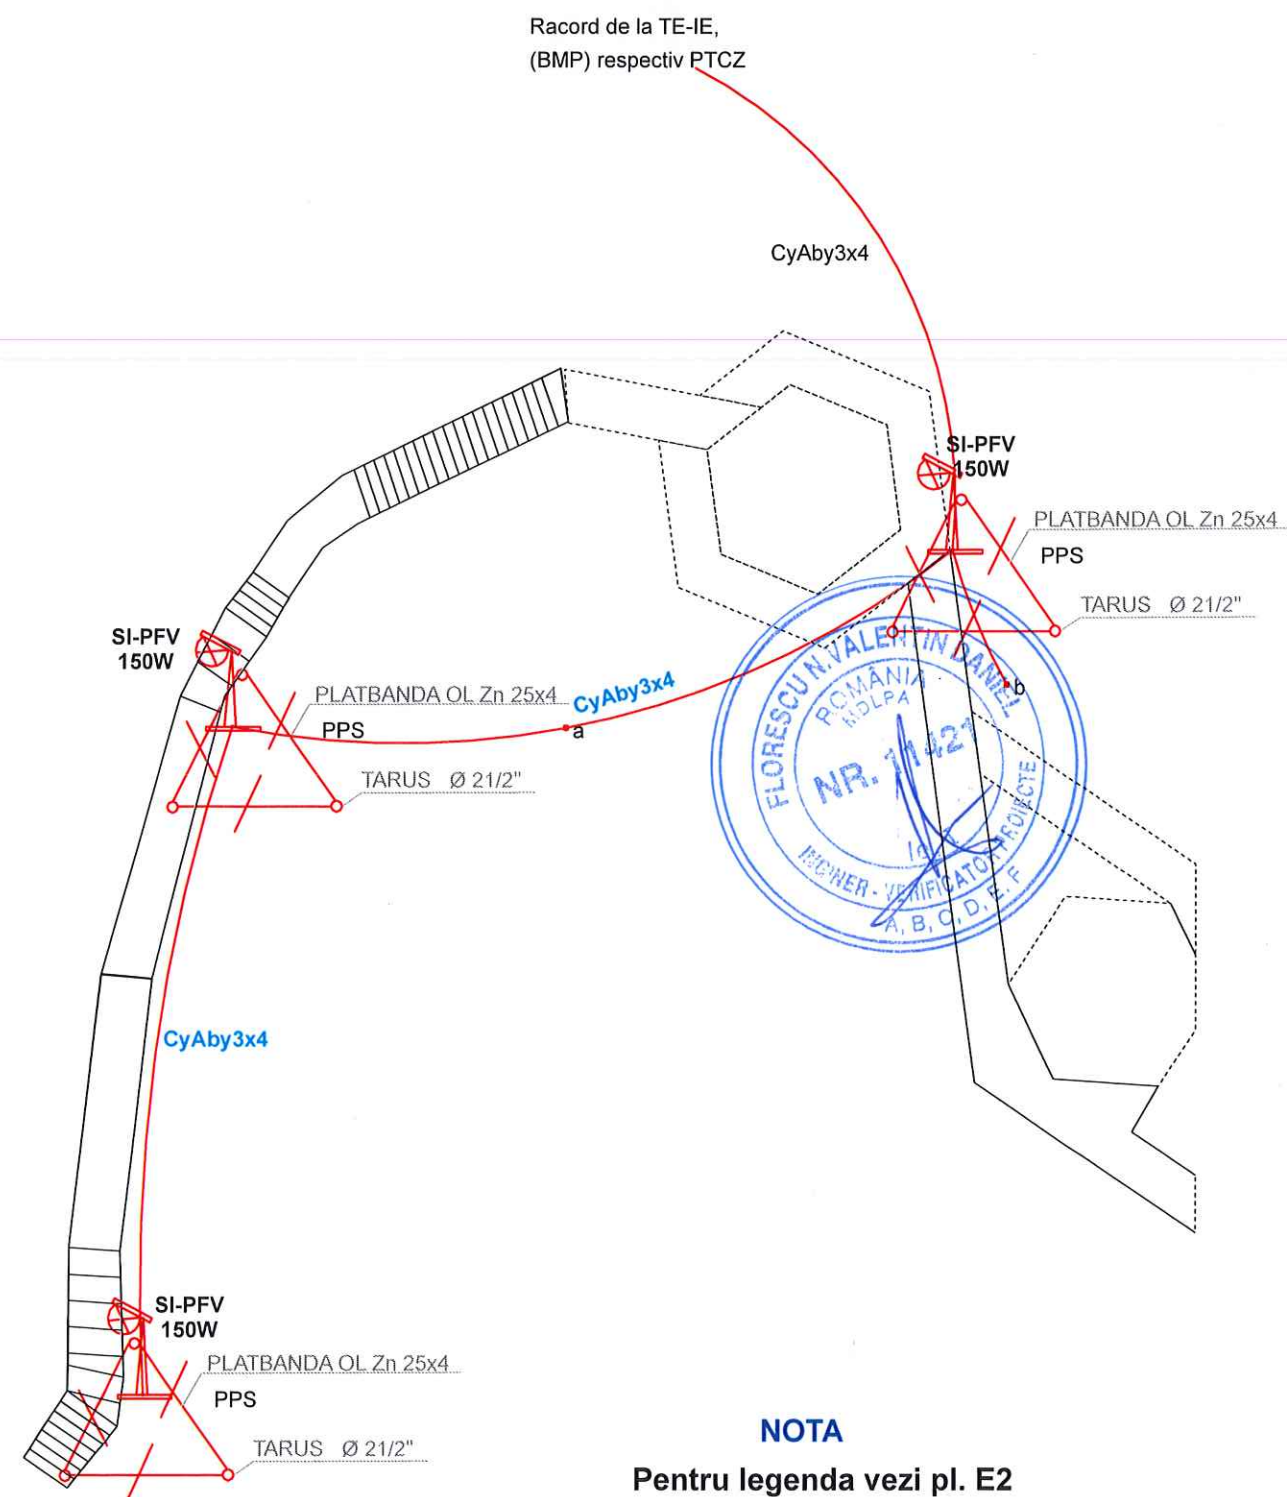 Racord de la TE-IE,
(BMP) respectiv PTCZ
CyAby3x4
SI-PFV
150W
PLATBANDA OL Zn 25x4
PPS
TARUS Ø 21/2"
b
SI-PFV
150W
PLATBANDA OL Zn 25x4
PPS
TARUS Ø 21/2"
CyAby3x4
a
FLORESCU N. VALENTIN DANIEL
ROMÂNIA
MDLPA
NR. 11421
INGINER - VERIFICATOR PROIECTE
A, B, C, D, E, F
CyAby3x4
SI-PFV
150W
PLATBANDA OL Zn 25x4
PPS
TARUS Ø 21/2"
NOTA
Pentru legenda vezi pl. E2